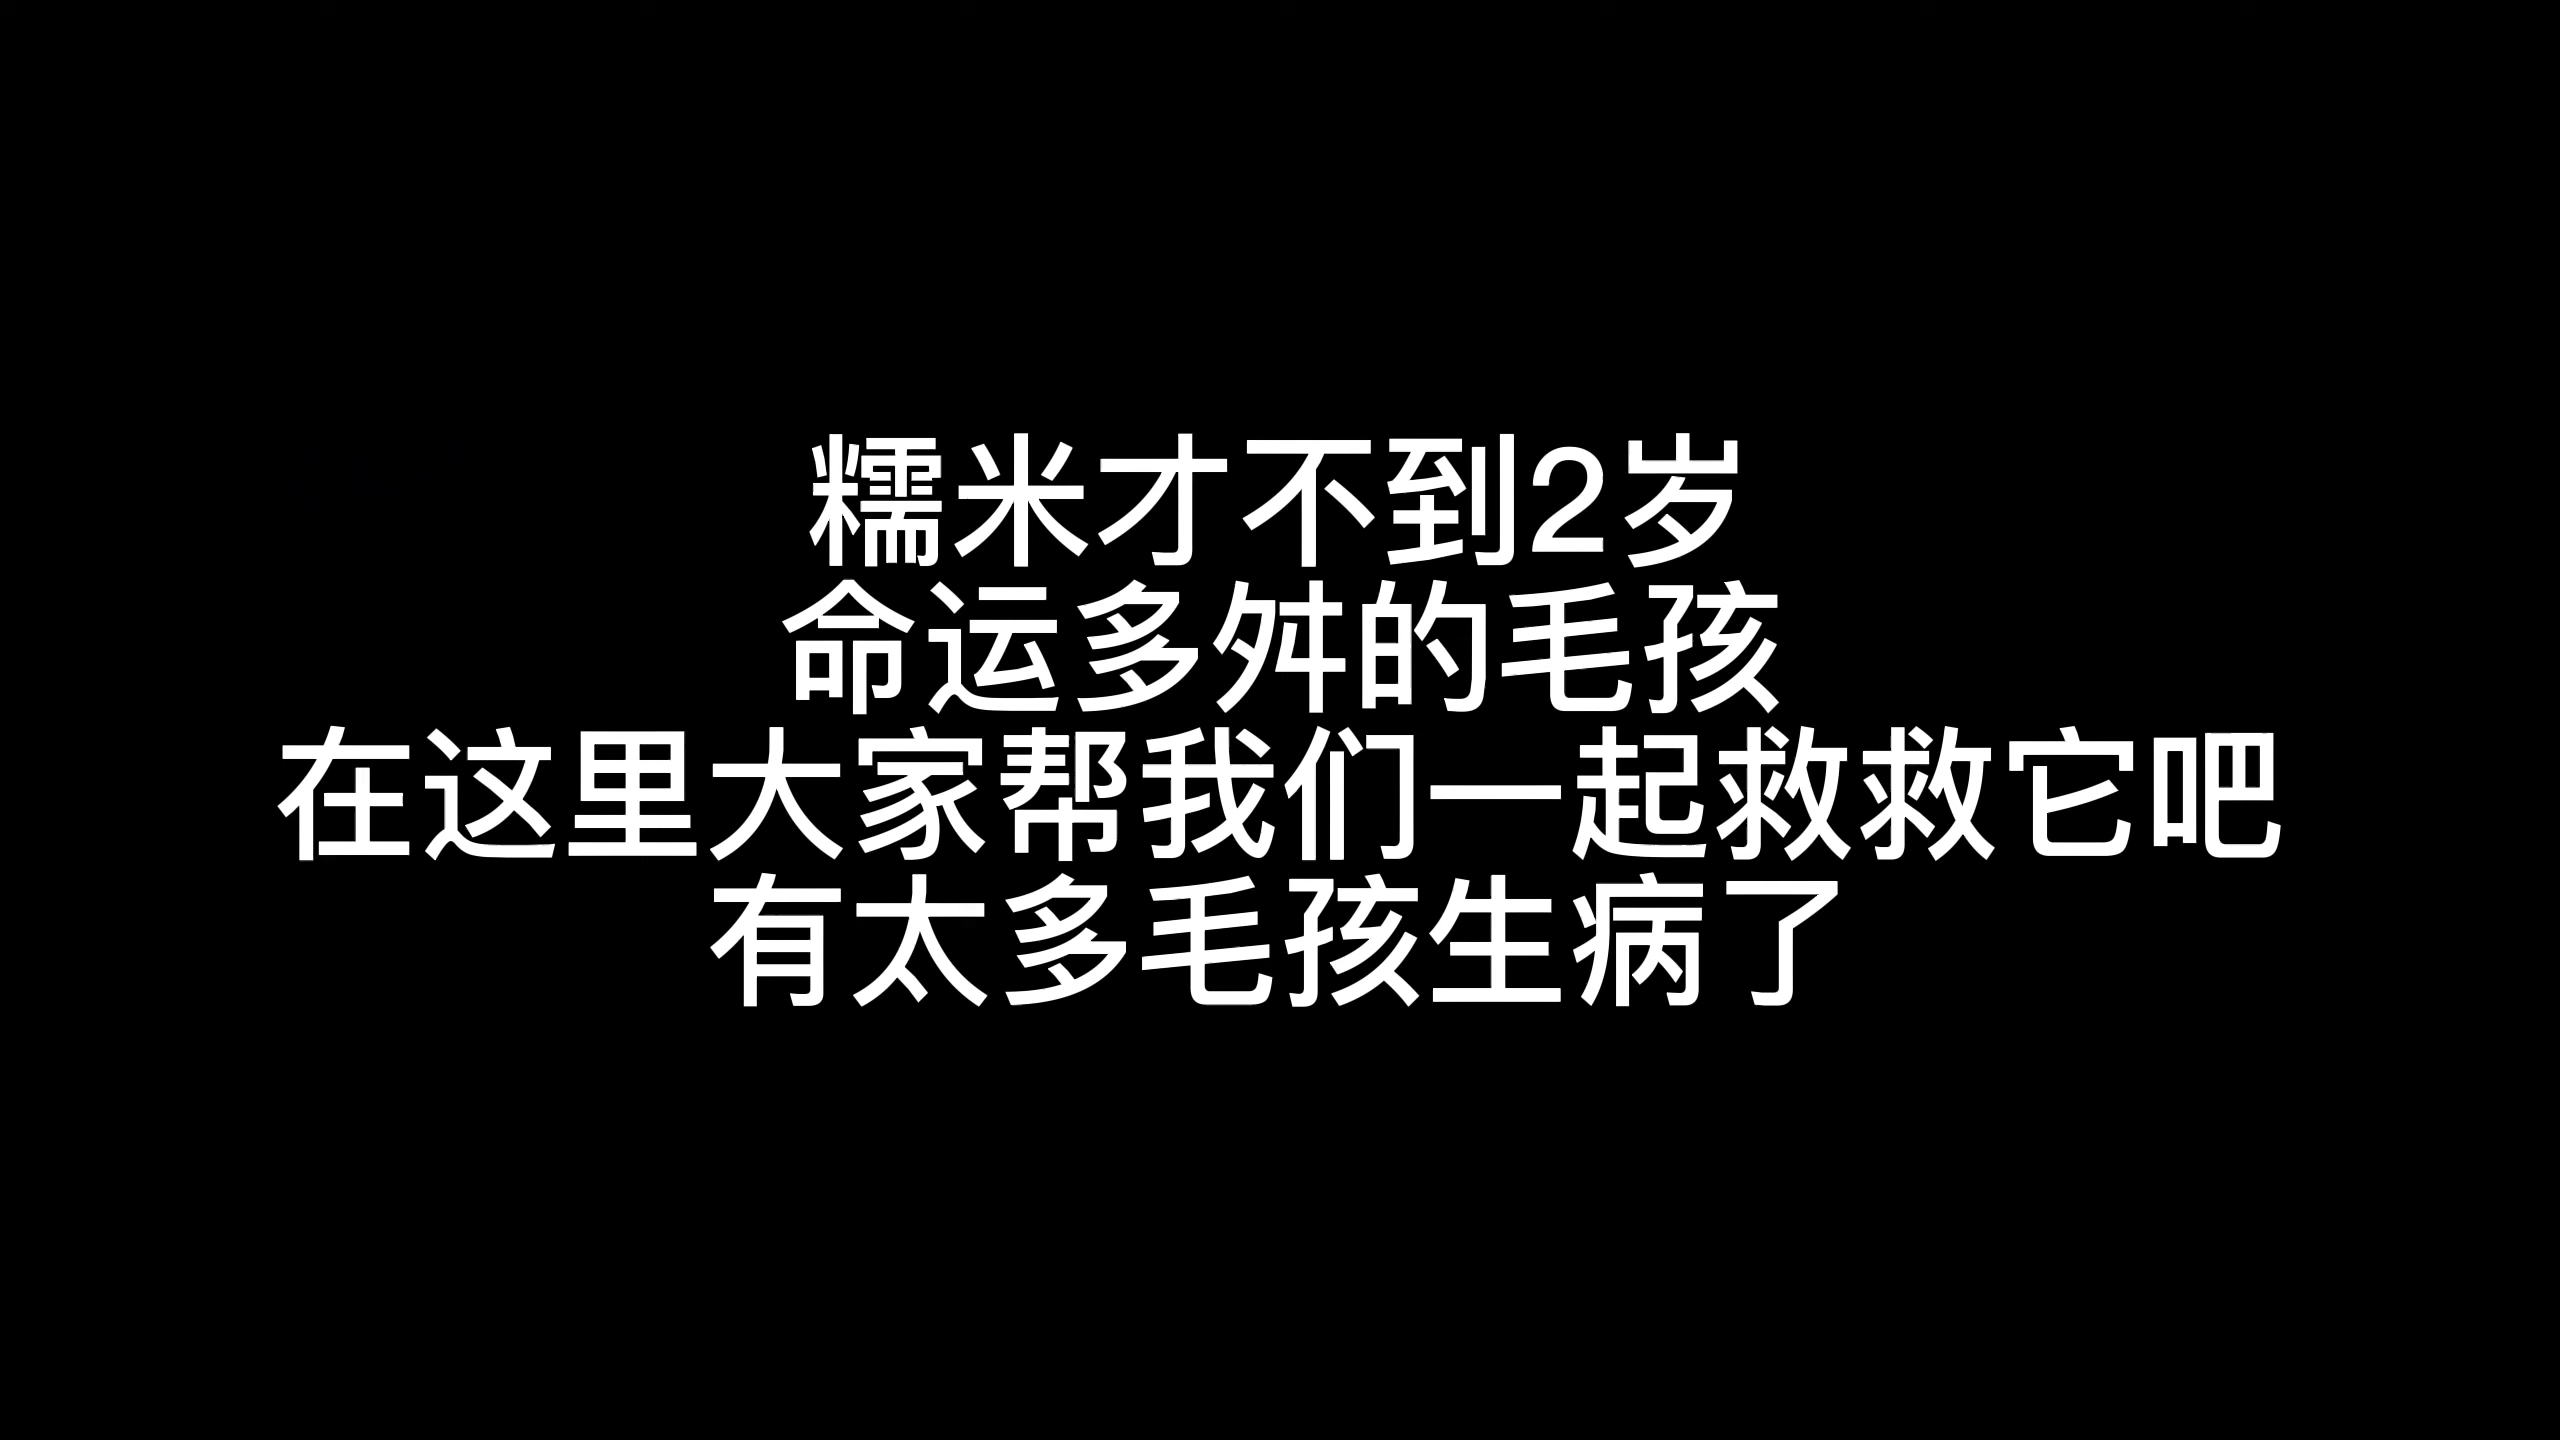 糯米才不到2岁
命运多舛的毛孩
在这里大家帮我们一起救救它吧
有太多毛孩生病了